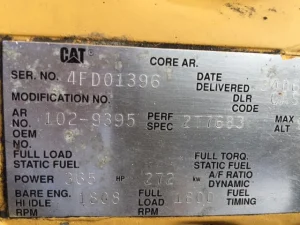 CAT CORE AR.
SER. NO. 4FD01396 DATE DELIVERED
MODIFICATION NO. DLR CODE
AR 102-9395 PERF SPEC 2T7683 MAX ALT
OEM
FULL LOAD STATIC FUEL FULL TORQ. STATIC FUEL
A/F RATIO DYNAMIC
POWER HP 272 kw
BARE ENG. HI IDLE RPM FULL LOAD RPM FUEL TIMING